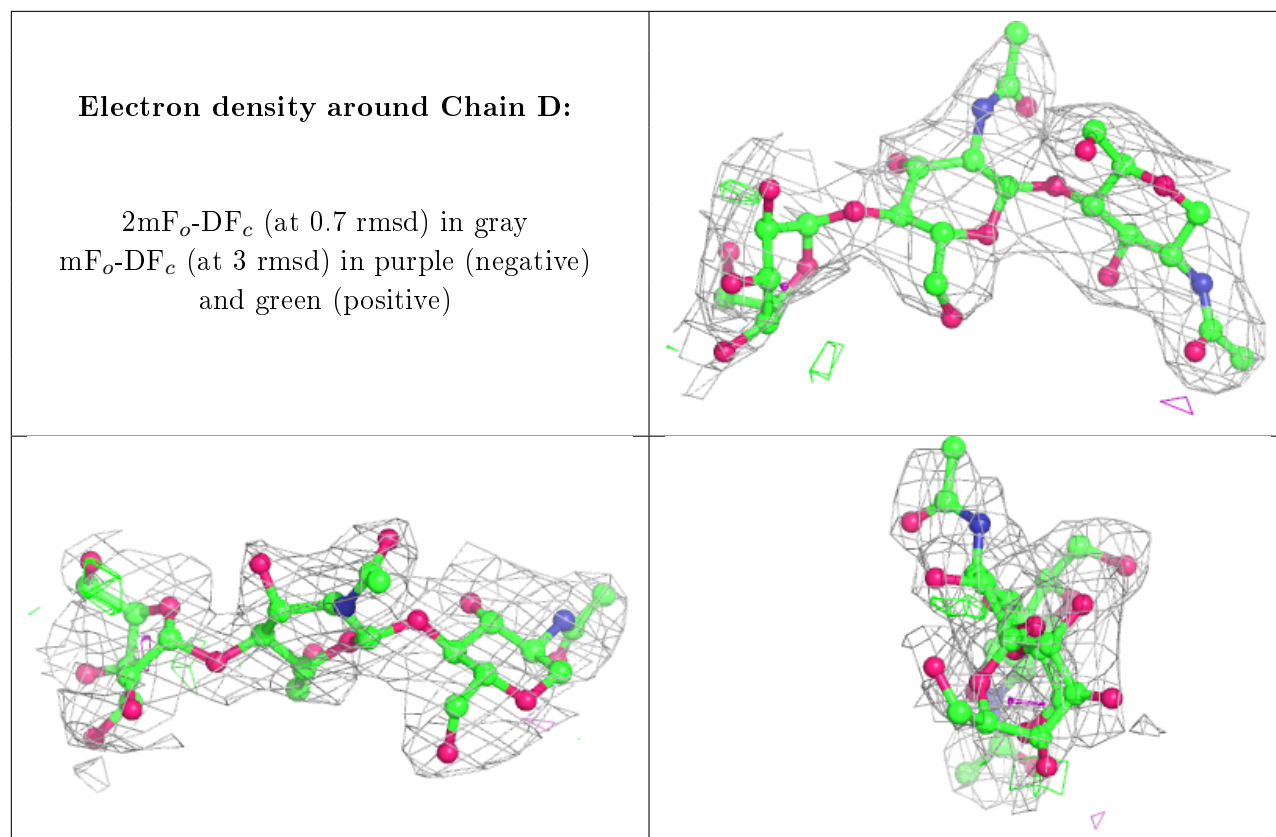 Electron density around Chain D:
2mFo-DFc (at 0.7 rmsd) in gray
mFo-DFc (at 3 rmsd) in purple (negative)
and green (positive)